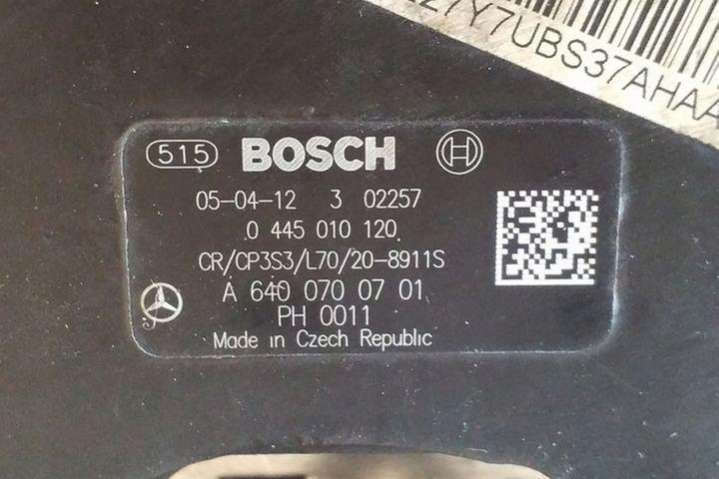 27Y7UBS37AHAA
515 BOSCH
05-04-12 3 02257
0 445 010 120
CR/CP3S3/L70/20-8911S
A 640 070 07 01
PH 0011
Made in Czech Republic